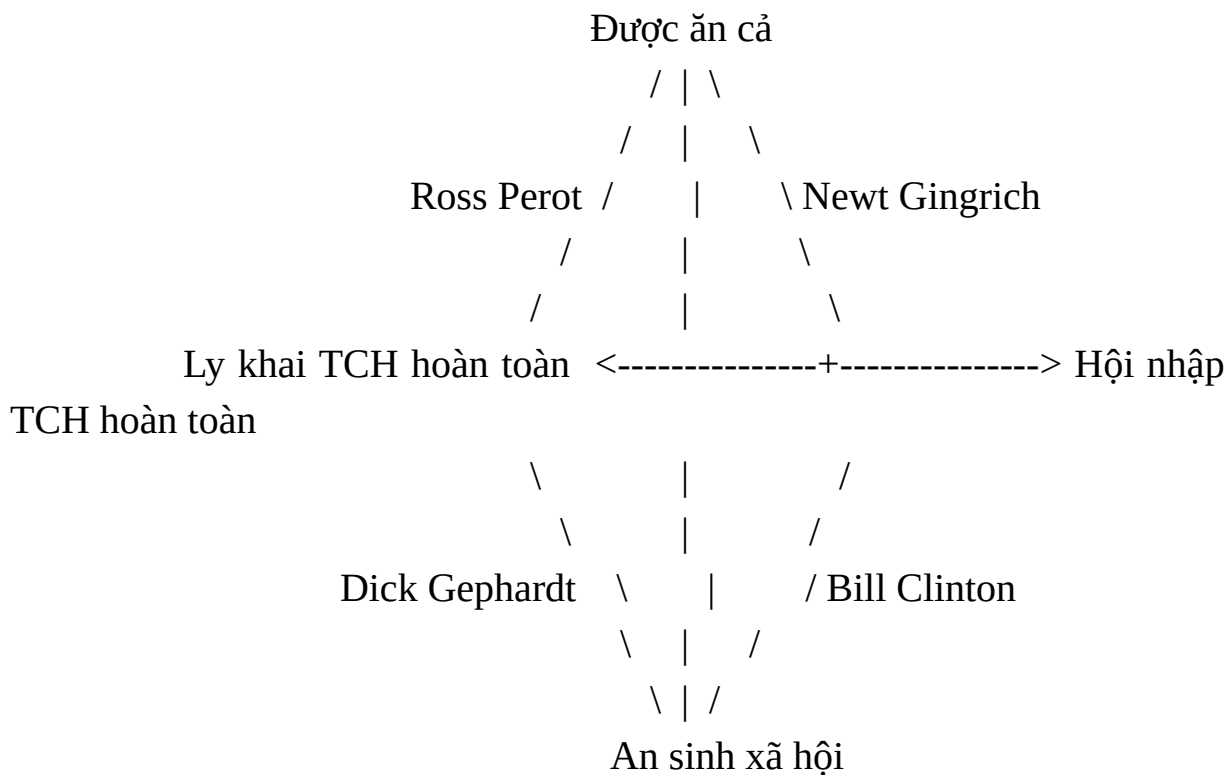 Được ăn cả
/ | \
/ | \
Ross Perot / | \ Newt Gingrich
/ | \
/ | \
Ly khai TCH hoàn toàn <---------------+---------------> Hội nhập
TCH hoàn toàn
\ | /
\ | /
Dick Gephardt \ | / Bill Clinton
\ | /
\ | /
An sinh xã hội